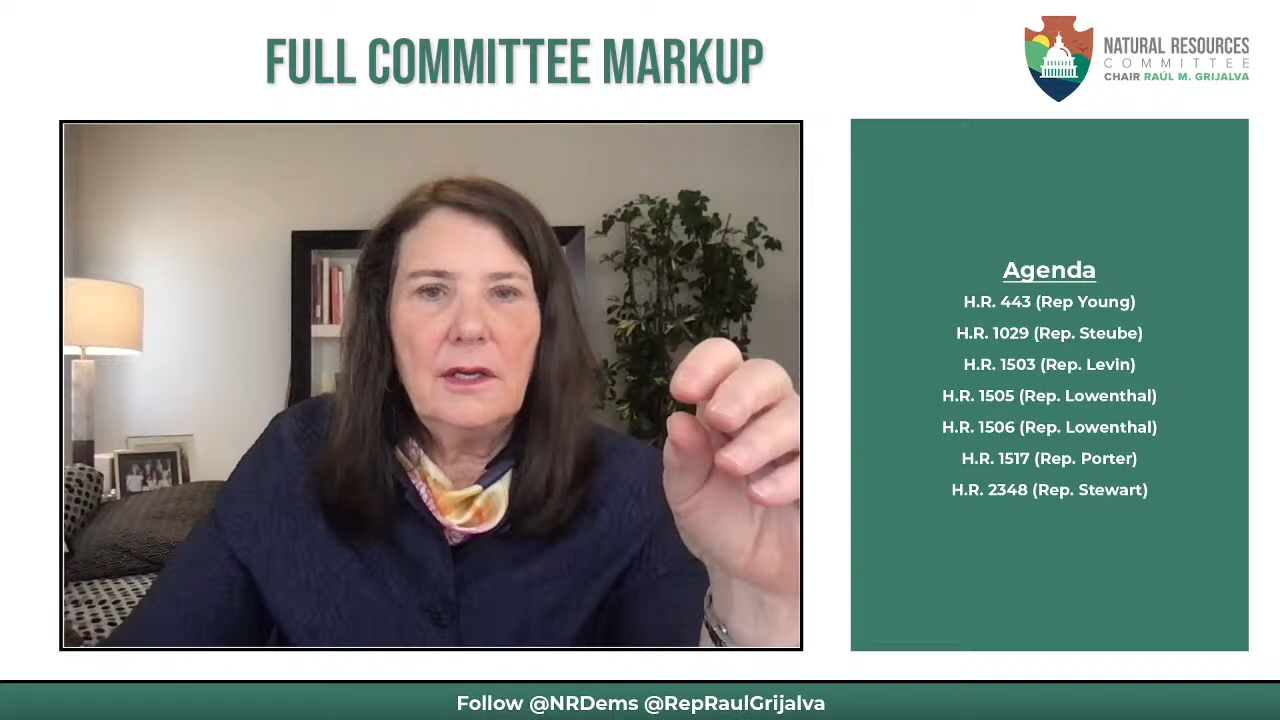 FULL COMMITTEE MARKUP
NATURAL RESOURCES
COMMITTEE
CHAIR RAÚL M. GRIJALVA
Agenda
H.R. 443 (Rep Young)
H.R. 1029 (Rep. Steube)
H.R. 1503 (Rep. Levin)
H.R. 1505 (Rep. Lowenthal)
H.R. 1506 (Rep. Lowenthal)
H.R. 1517 (Rep. Porter)
H.R. 2348 (Rep. Stewart)
Follow @NRDems @RepRaulGrijalva